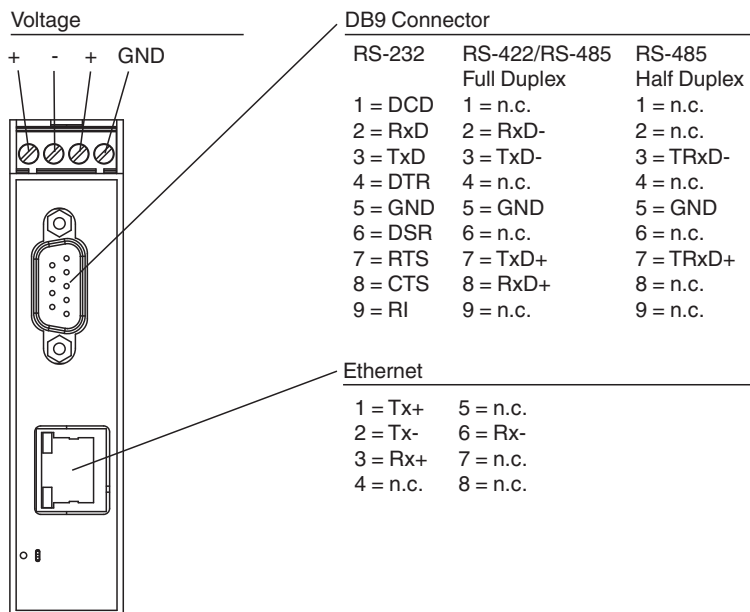 Voltage
+ - + GND
DB9 Connector
RS-232 RS-422/RS-485 RS-485
Full Duplex Half Duplex
1 = DCD 1 = n.c. 1 = n.c.
2 = RxD 2 = RxD- 2 = n.c.
3 = TxD 3 = TxD- 3 = TRxD-
4 = DTR 4 = n.c. 4 = n.c.
5 = GND 5 = GND 5 = GND
6 = DSR 6 = n.c. 6 = n.c.
7 = RTS 7 = TxD+ 7 = TRxD+
8 = CTS 8 = RxD+ 8 = n.c.
9 = RI 9 = n.c. 9 = n.c.
Ethernet
1 = Tx+ 5 = n.c.
2 = Tx- 6 = Rx-
3 = Rx+ 7 = n.c.
4 = n.c. 8 = n.c.